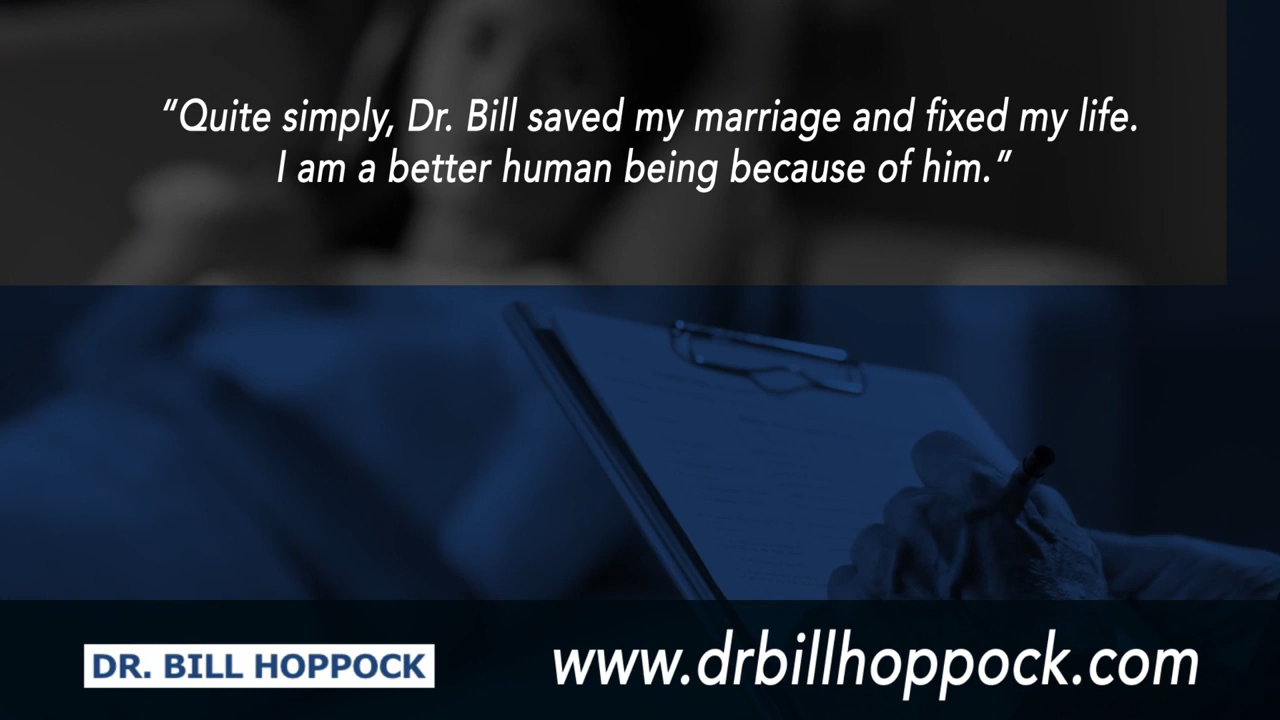 “Quite simply, Dr. Bill saved my marriage and fixed my life.
I am a better human being because of him.”
DR. BILL HOPPOCK
www.drbillhoppock.com